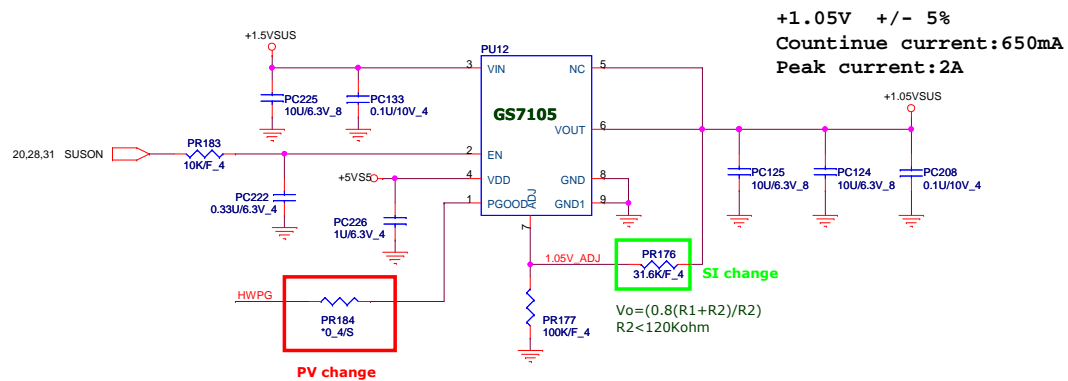 +1.05V +/- 5%
Countinue current:650mA
Peak current:2A
+1.5VSUS
PU12
3
VIN
NC
5
+1.05VSUS
PC225
10U/6.3V_8
PC133
0.1U/10V_4
GS7105
VOUT
6
20,28,31 SUSON
PR183
10K/F_4
2
EN
+5VS5
4
VDD
GND
8
PC125
10U/6.3V_8
PC124
10U/6.3V_8
PC208
0.1U/10V_4
PC222
0.33U/6.3V_4
1
PGOOD
ADJ
GND1
9
PC226
1U/6.3V_4
7
1.05V_ADJ
PR176
31.6K/F_4
SI change
HWPG
PR184
*0_4/S
PR177
100K/F_4
Vo=(0.8(R1+R2)/R2)
R2<120Kohm
PV change